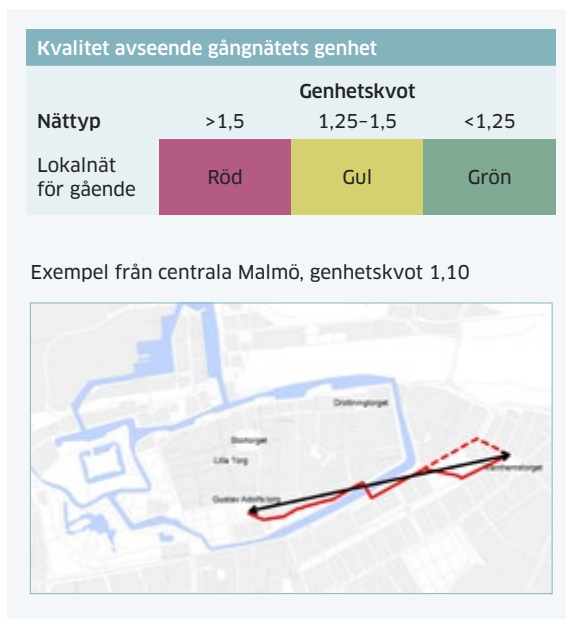 Kvalitet avseende gångnätets genhet
Genhetskvot
Nättyp >1,5 1,25–1,5 <1,25
Lokalnät
för gående
Röd Gul Grön
Exempel från centrala Malmö, genhetskvot 1,10
Drottningtorget
Stortorget
Lilla Torg
Värnhemstorget
Gustav Adolfs torg